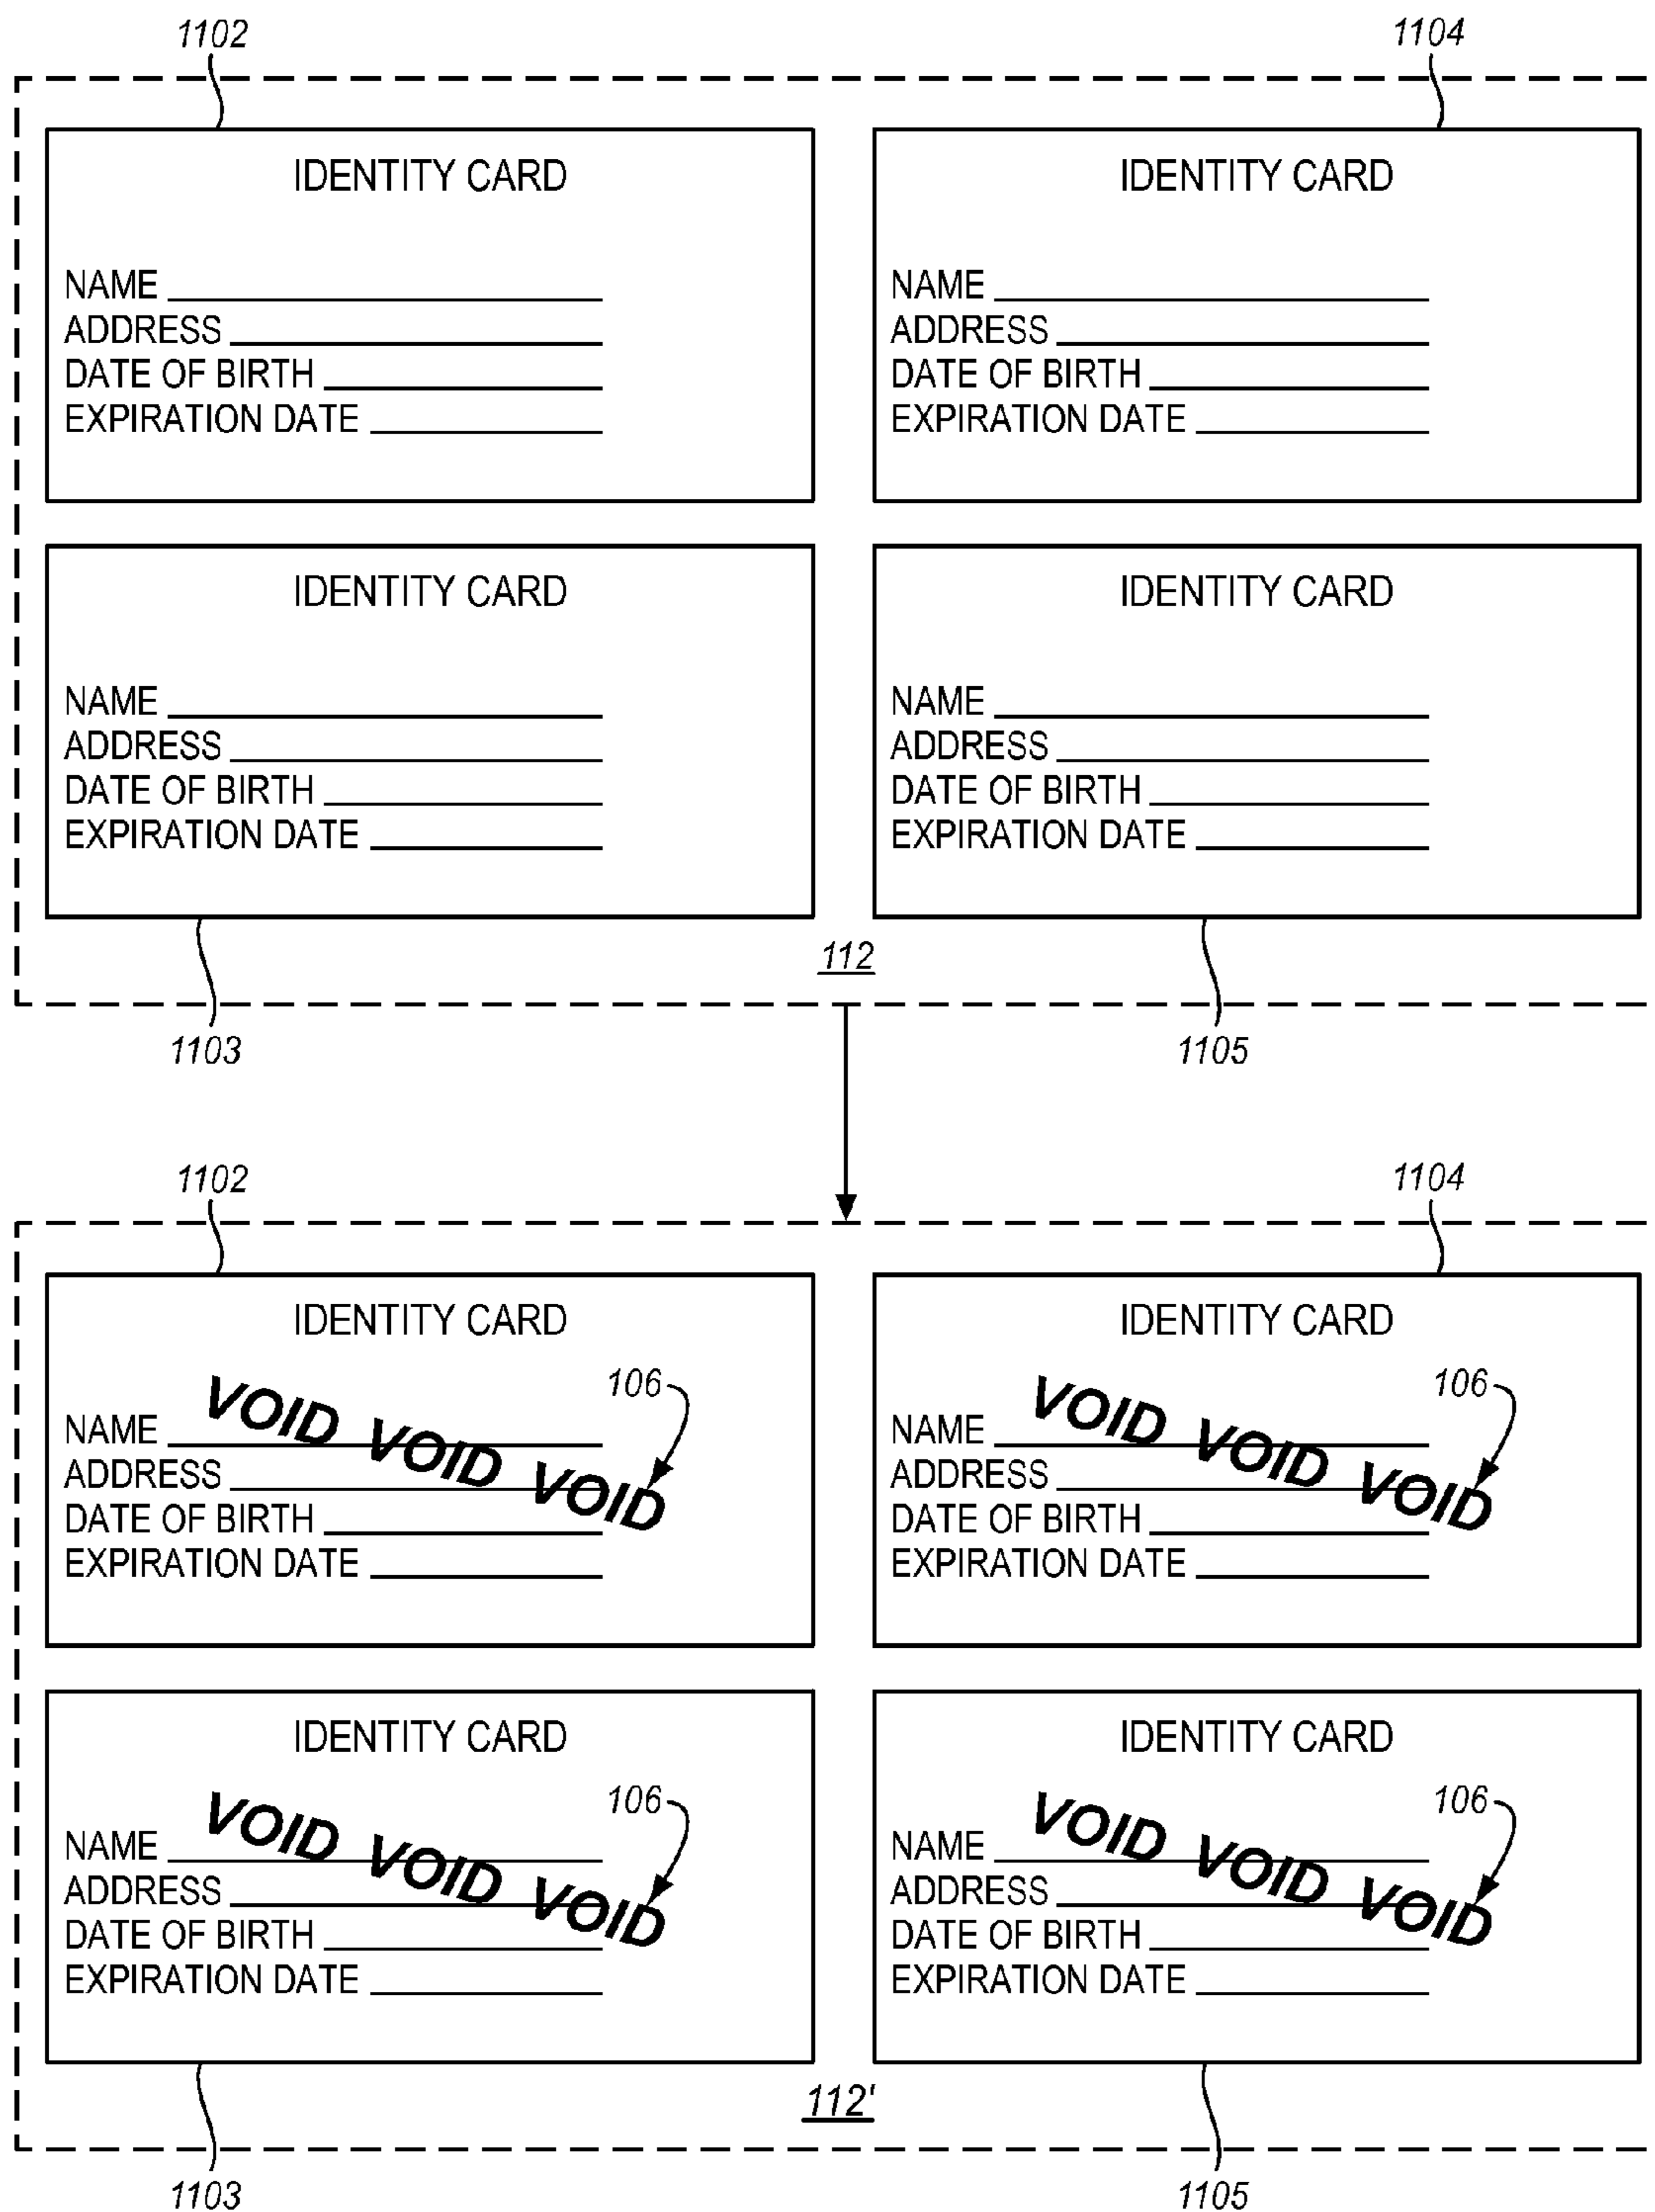 1102
1104
IDENTITY CARD
NAME
ADDRESS
DATE OF BIRTH
EXPIRATION DATE
IDENTITY CARD
NAME
ADDRESS
DATE OF BIRTH
EXPIRATION DATE
IDENTITY CARD
NAME
ADDRESS
DATE OF BIRTH
EXPIRATION DATE
IDENTITY CARD
NAME
ADDRESS
DATE OF BIRTH
EXPIRATION DATE
112
1103
1105
1102
1104
IDENTITY CARD
106
VOID VOID VOID
NAME
ADDRESS
DATE OF BIRTH
EXPIRATION DATE
IDENTITY CARD
106
VOID VOID VOID
NAME
ADDRESS
DATE OF BIRTH
EXPIRATION DATE
IDENTITY CARD
106
VOID VOID VOID
NAME
ADDRESS
DATE OF BIRTH
EXPIRATION DATE
IDENTITY CARD
106
VOID VOID VOID
NAME
ADDRESS
DATE OF BIRTH
EXPIRATION DATE
112'
1103
1105